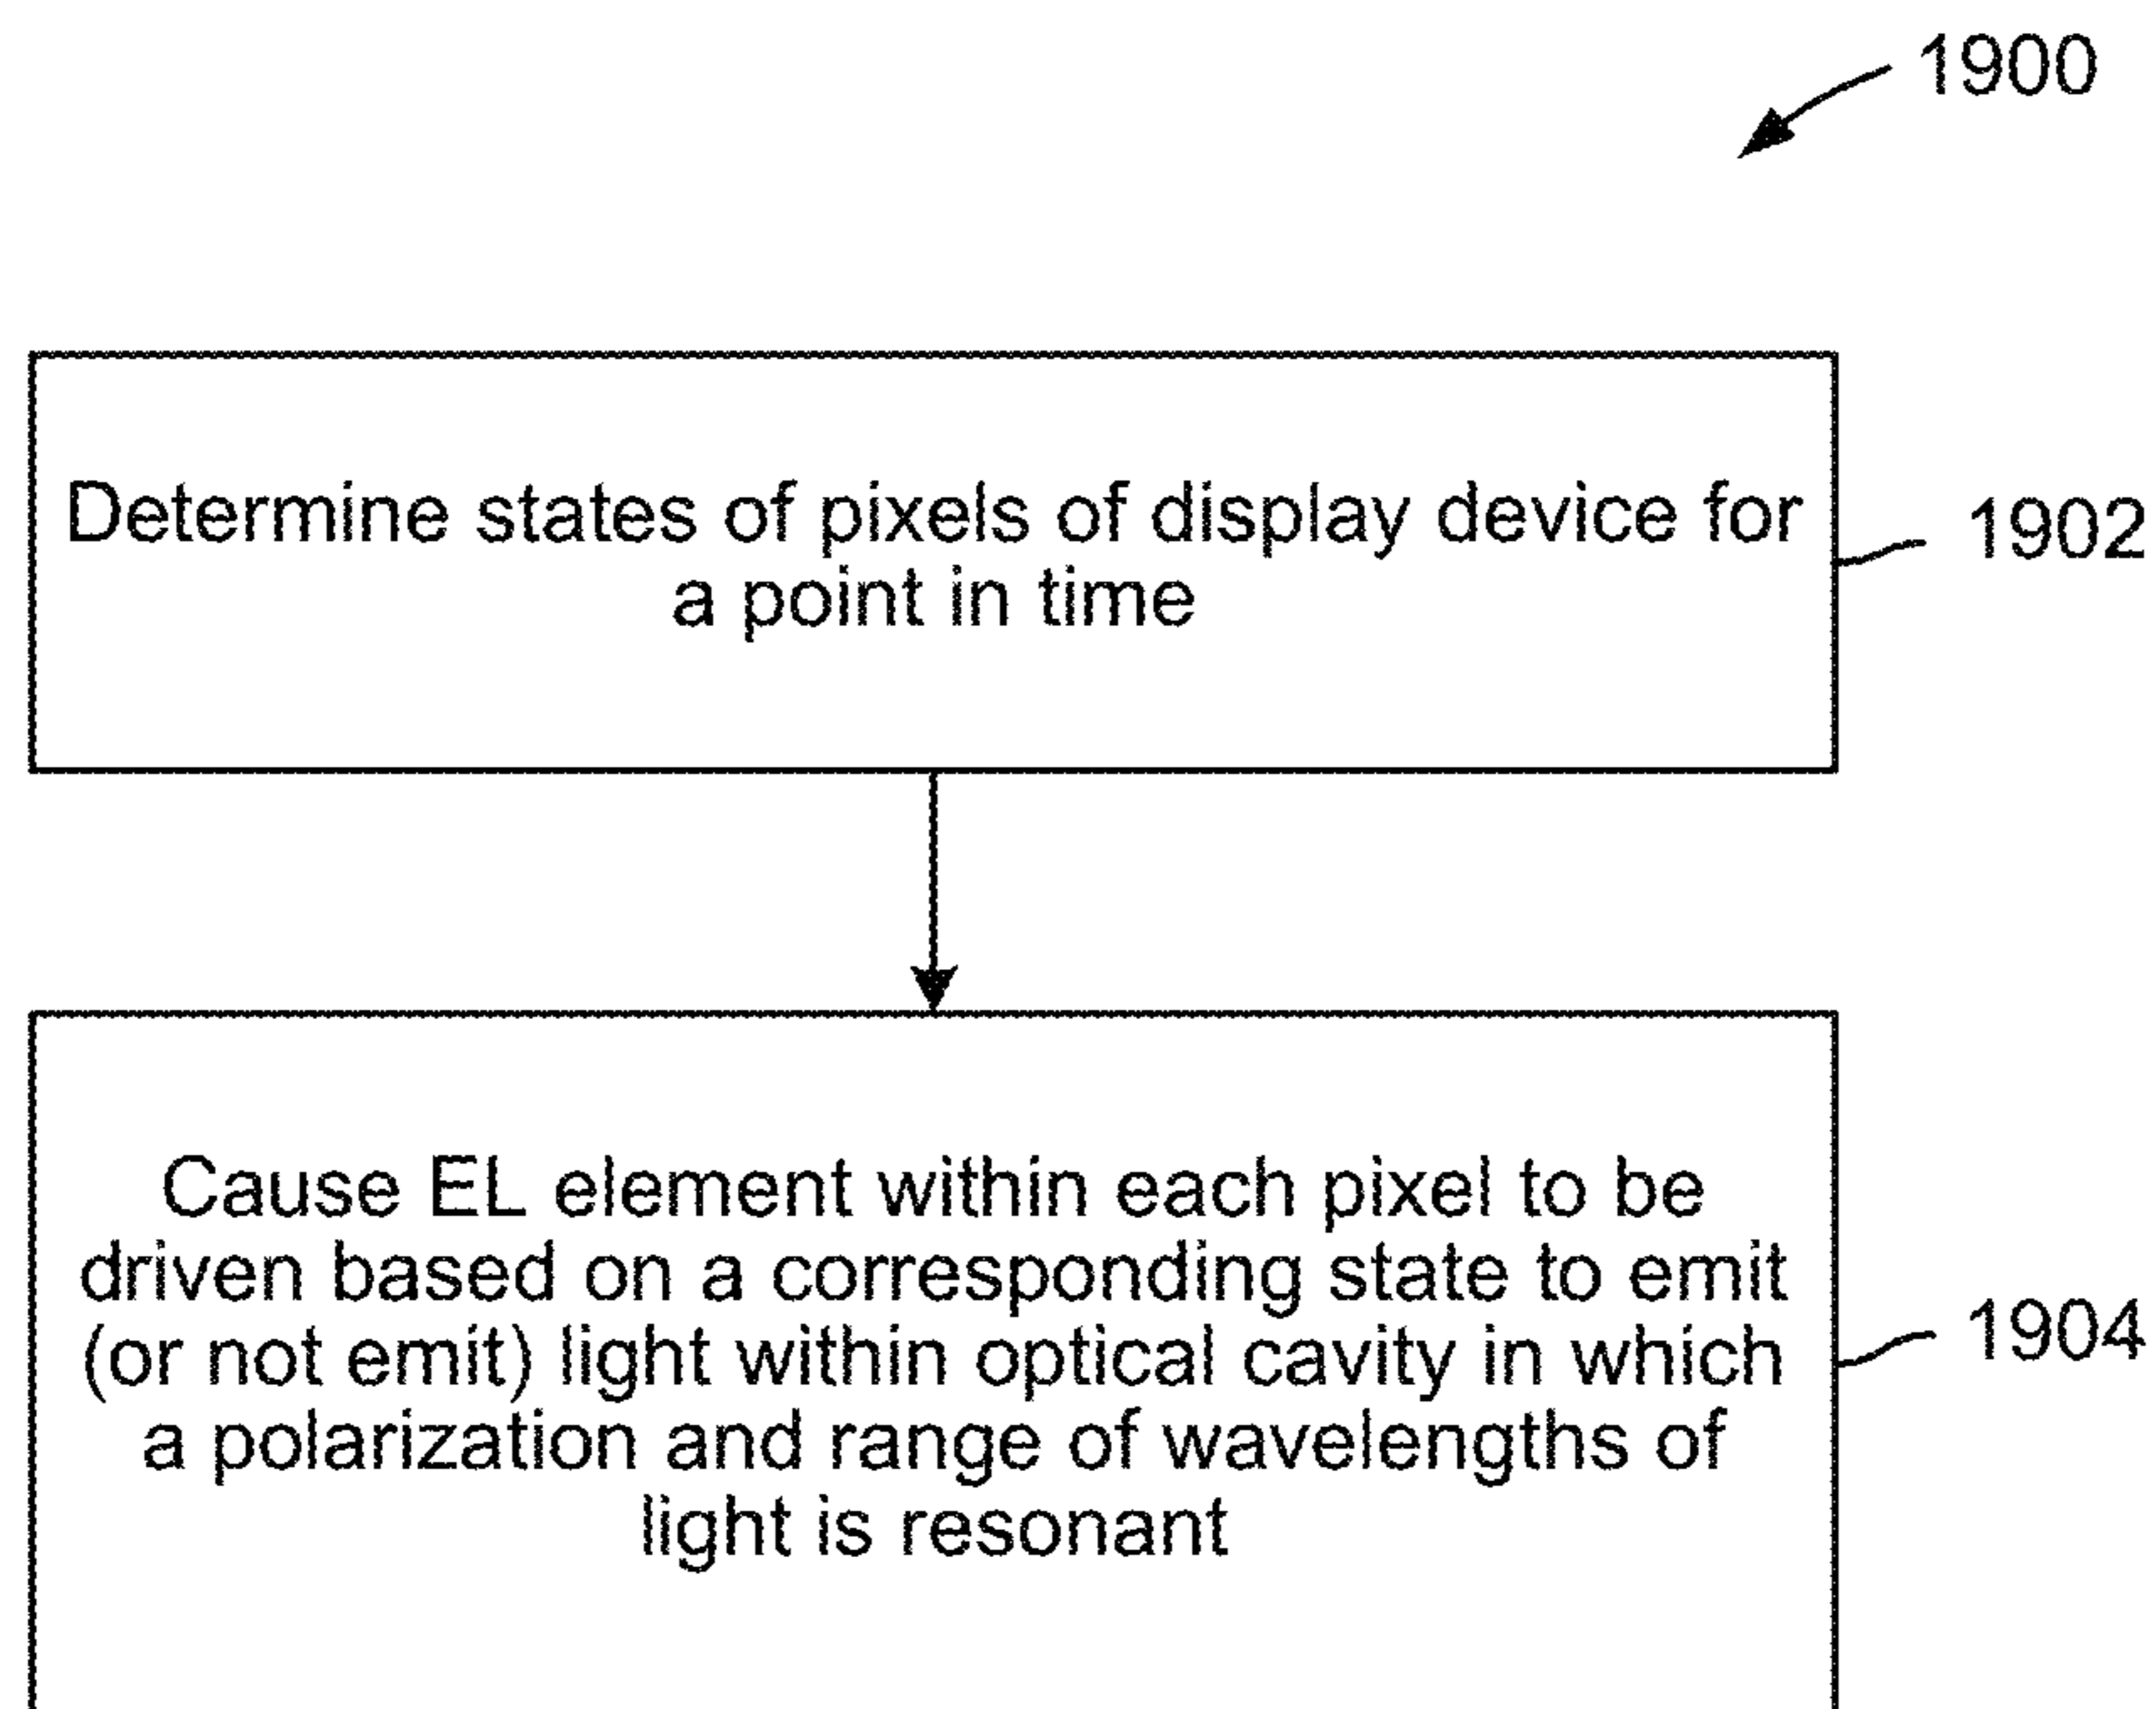 1900
Determine states of pixels of display device for
a point in time
1902
Cause EL element within each pixel to be
driven based on a corresponding state to emit
(or not emit) light within optical cavity in which
a polarization and range of wavelengths of
light is resonant
1904